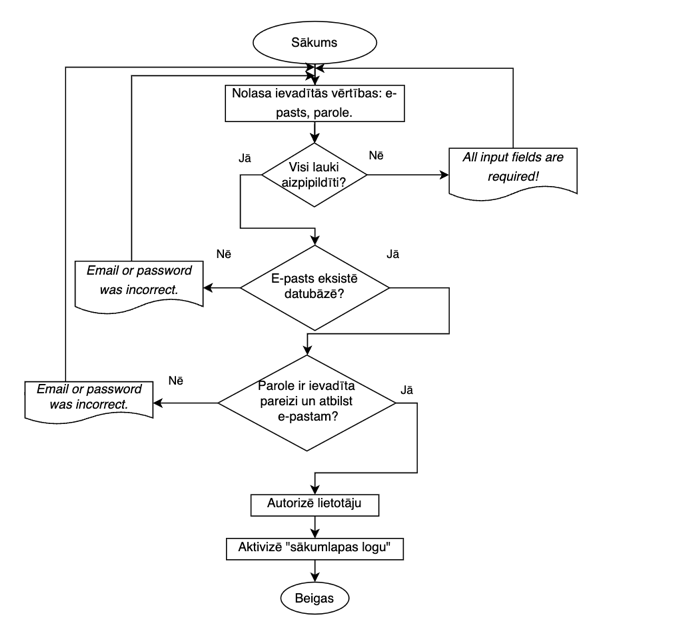 Sākums
Nolasa ievadītās vērtības: e-
pasts, parole.
Jā
Visi lauki
aizpipildīti?
Nē
All input fields are
required!
Nē
Jā
Email or password
was incorrect.
E-pasts eksistē
datubāzē?
Nē
Jā
Email or password
was incorrect.
Parole ir ievadīta
pareizi un atbilst
e-pastam?
Autorizē lietotāju
Aktivizē "sākumlapas logu"
Beigas